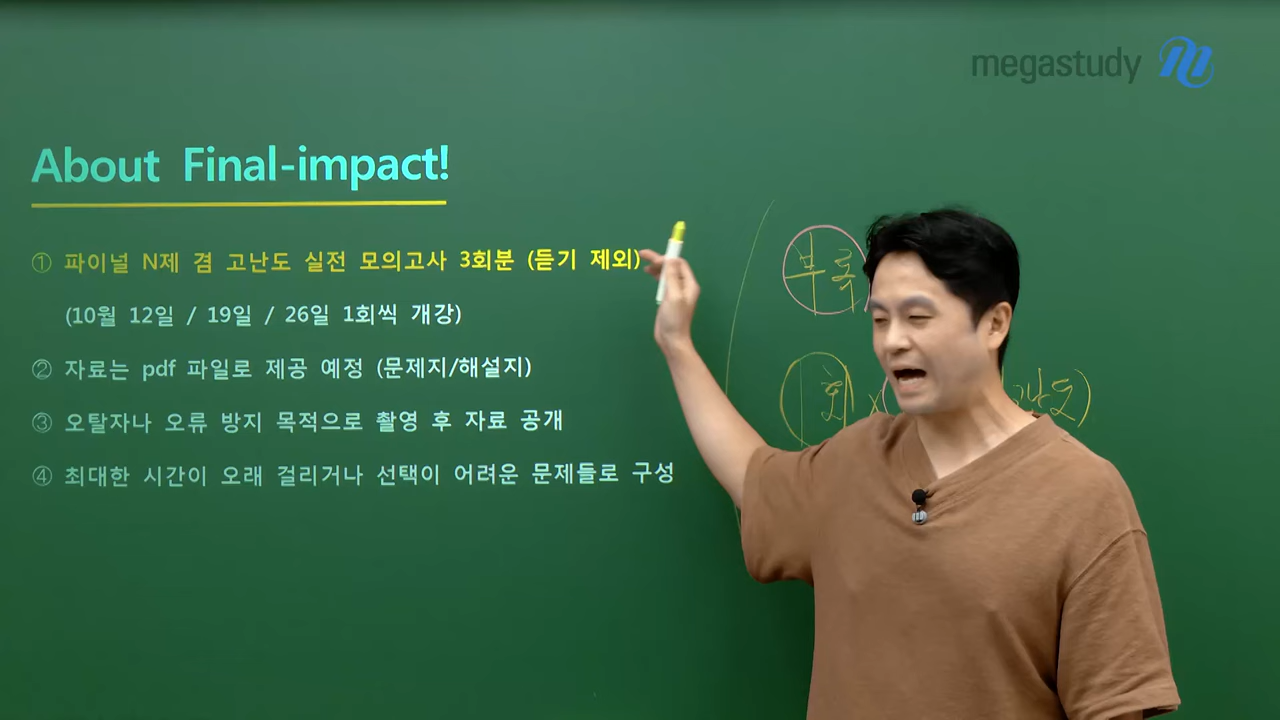 megastudy
About Final-impact!
① 파이널 N제 겸 고난도 실전 모의고사 3회분 (듣기 제외)
(10월 12일 / 19일 / 26일 1회씩 개강)
② 자료는 pdf 파일로 제공 예정 (문제지/해설지)
③ 오탈자나 오류 방지 목적으로 촬영 후 자료 공개
④ 최대한 시간이 오래 걸리거나 선택이 어려운 문제들로 구성
부록
1회